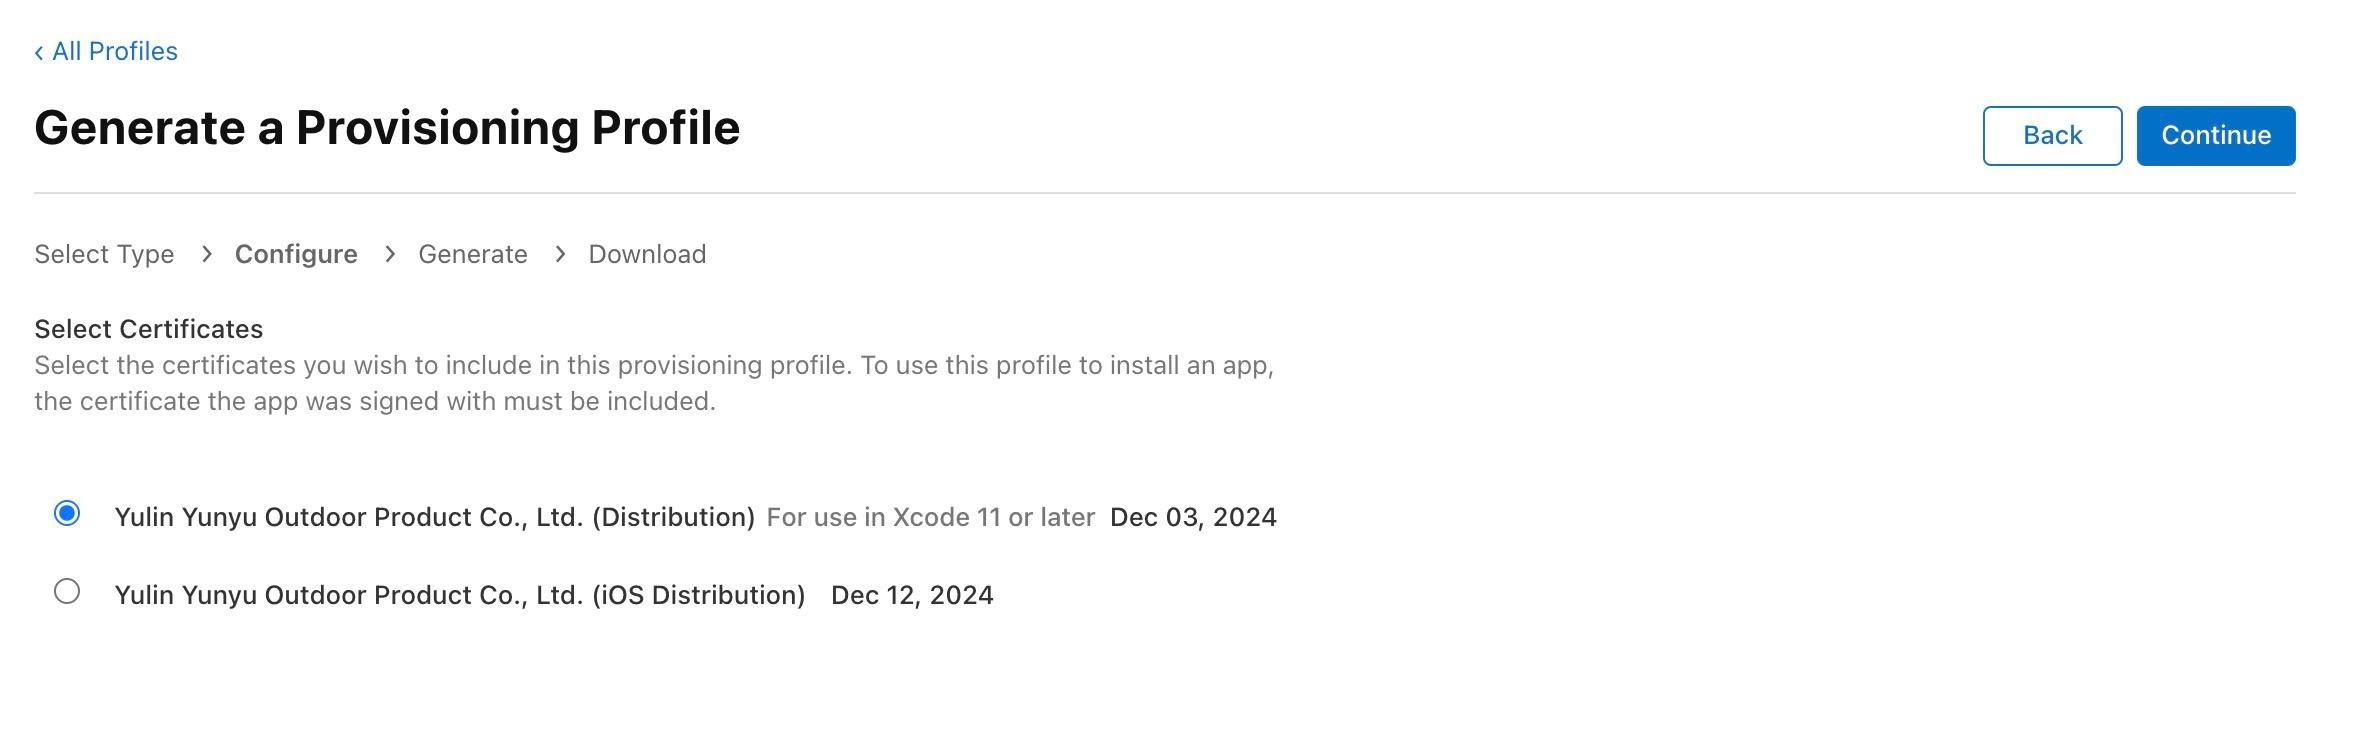 ‹ All Profiles
Generate a Provisioning Profile
Back
Continue
Select Type > Configure > Generate > Download
Select Certificates
Select the certificates you wish to include in this provisioning profile. To use this profile to install an app,
the certificate the app was signed with must be included.
Yulin Yunyu Outdoor Product Co., Ltd. (Distribution) For use in Xcode 11 or later Dec 03, 2024
Yulin Yunyu Outdoor Product Co., Ltd. (iOS Distribution) Dec 12, 2024